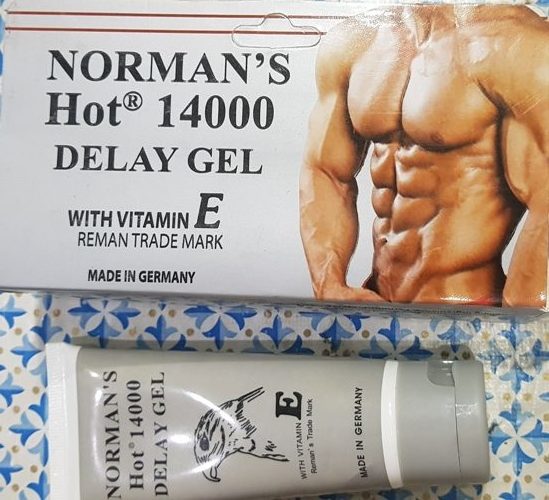 NORMAN'S
Hot® 14000
DELAY GEL
WITH VITAMIN E
REMAN TRADE MARK
MADE IN GERMANY
NORMAN'S
Hot® 14000
DELAY GEL
WITH VITAMIN E
Reman's Trade Mark
MADE IN GERMANY